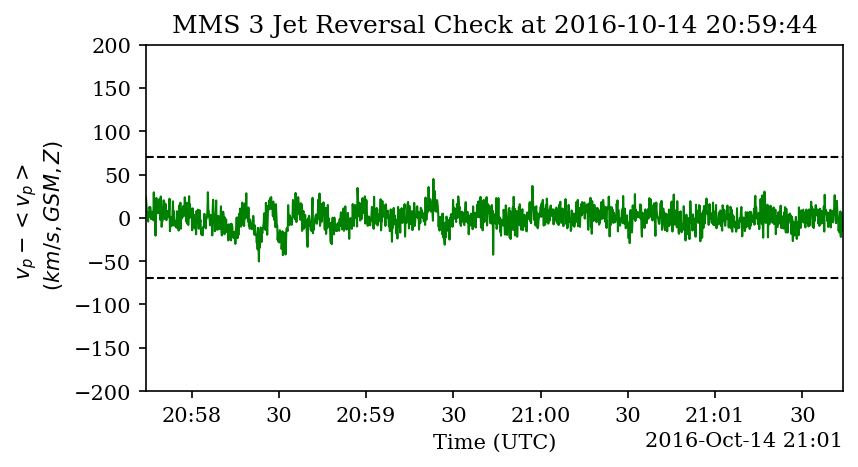 MMS 3 Jet Reversal Check at 2016-10-14 20:59:44
v_p − < v_p >
(km/s, GSM, Z)
200
150
100
50
0
−50
−100
−150
−200
20:58 30 20:59 30 21:00 30 21:01 30
Time (UTC)
2016-Oct-14 21:01